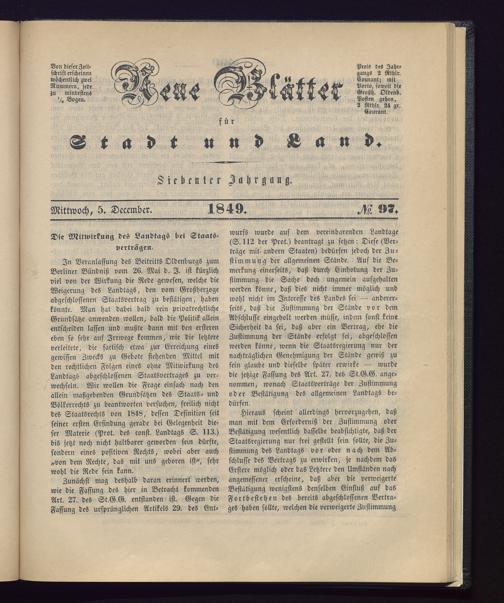 Von dieser Zeit-
schrift erscheinen
wöchentlich zwei
Nummern, jede
zu mindestens
¾ Bogen.
Neue Blätter
für
Stadt und Land.
Preis des Jahr-
gangs 2 Rthlr.
Courant; mit
Porto, soweit die
Großh. Oldenb.
Posten gehen,
2 Rthlr. 24 gr.
Courant.
Siebenter Jahrgang.
Mittwoch, 5. December. 1849. № 97.
Die Mitwirkung des Landtags bei Staats-
verträgen.
In Veranlassung des Beitritts Oldenburgs zum
Berliner Bündniß vom 26. Mai d. J. ist kürzlich
viel von der Wirkung die Rede gewesen, welche die
Weigerung des Landtags, den vom Großherzoge
abgeschlossenen Staatsvertrag zu bestätigen, haben
könnte. Man hat dabei bald rein privatrechtliche
Grundsätze anwenden wollen, bald die Politik allein
entscheiden lassen und mußte dann mit den ersteren
eben so sehr auf Irrwege kommen, wie die letztere
verleitete, die factisch etwa zur Erreichung eines
gewissen Zwecks zu Gebote stehenden Mittel mit
den rechtlichen Folgen eines ohne Mitwirkung des
Landtags abgeschlossenen Staatsvertrages zu ver-
wechseln. Wir wollen die Frage einfach nach den
allein maßgebenden Grundsätzen des Staats- und
Völkerrechts zu beantworten versuchen, freilich nicht
des Staatsrechts von 1848, dessen Definition seit
seiner ersten Erfindung gerade bei Gelegenheit die-
ser Materie (Prot. des const. Landtags S. 113.)
bis jetzt noch nicht haltbarer geworden sein dürfte,
sondern eines positiven Rechts, wobei aber auch
»von dem Rechte, das mit uns geboren ist«, sehr
wohl die Rede sein kann.
Zunächst mag deshalb daran erinnert werden,
wie die Fassung des hier in Betracht kommenden
Art. 27. des St.G.G. entstanden ist. Gegen die
Fassung des ursprünglichen Artikels 29. des Ent-
wurfs wurde auf dem vereinbarenden Landtage
(S. 112 der Prot.) beantragt zu setzen: Diese (Ver-
träge mit andern Staaten) bedürfen jedoch der Zu-
stimmung der allgemeinen Stände. Auf die Be-
merkung einerseits, daß durch Einholung der Zu-
stimmung die Sache doch ungemein aufgehalten
werden könne, daß dies nicht immer möglich und
wohl nicht im Interesse des Landes sei — anderer-
seits, daß die Zustimmung der Stände vor dem
Abschlusse eingeholt werden müsse, indem sonst keine
Sicherheit da sei, daß aber ein Vertrag, ehe die
Zustimmung der Stände erfolgt sei, abgeschlossen
werden könne, wenn die Staatsregierung nur der
nachträglichen Genehmigung der Stände gewiß zu
sein glaube und dieselbe später erwirke — wurde
die jetzige Fassung des Art. 27. des St.G.G. ange-
nommen, wonach Staatsverträge der Zustimmung
oder Bestätigung des allgemeinen Landtags be-
dürfen.
Hieraus scheint allerdings hervorzugehen, daß
man mit dem Erforderniß der Zustimmung oder
Bestätigung wesentlich dasselbe beabsichtigte, daß der
Staatsregierung nur frei gestellt sein sollte, die Zu-
stimmung des Landtags vor oder nach dem Ab-
schlusse des Vertrags zu erwirken, je nachdem das
Erstere möglich oder das Letztere den Umständen nach
angemessener erscheine, daß aber die verweigerte
Bestätigung wenigstens denselben Einfluß auf das
Fortbestehen des bereits abgeschlossenen Vertra-
ges haben sollte, welchen die verweigerte Zustimmung